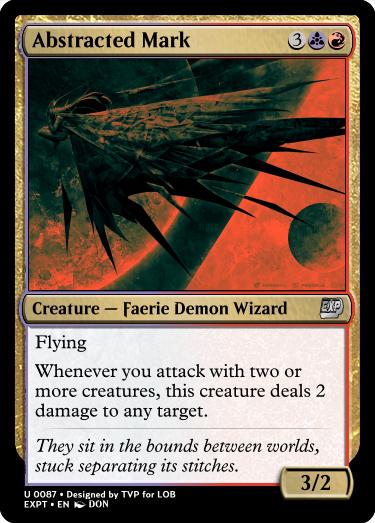 Abstracted Mark 3
Creature — Faerie Demon Wizard EXP
Flying
Whenever you attack with two or
more creatures, this creature deals 2
damage to any target.
They sit in the bounds between worlds,
stuck separating its stitches.
3/2
U 0087 • Designed by TVP for LOB
EXPT • EN DON